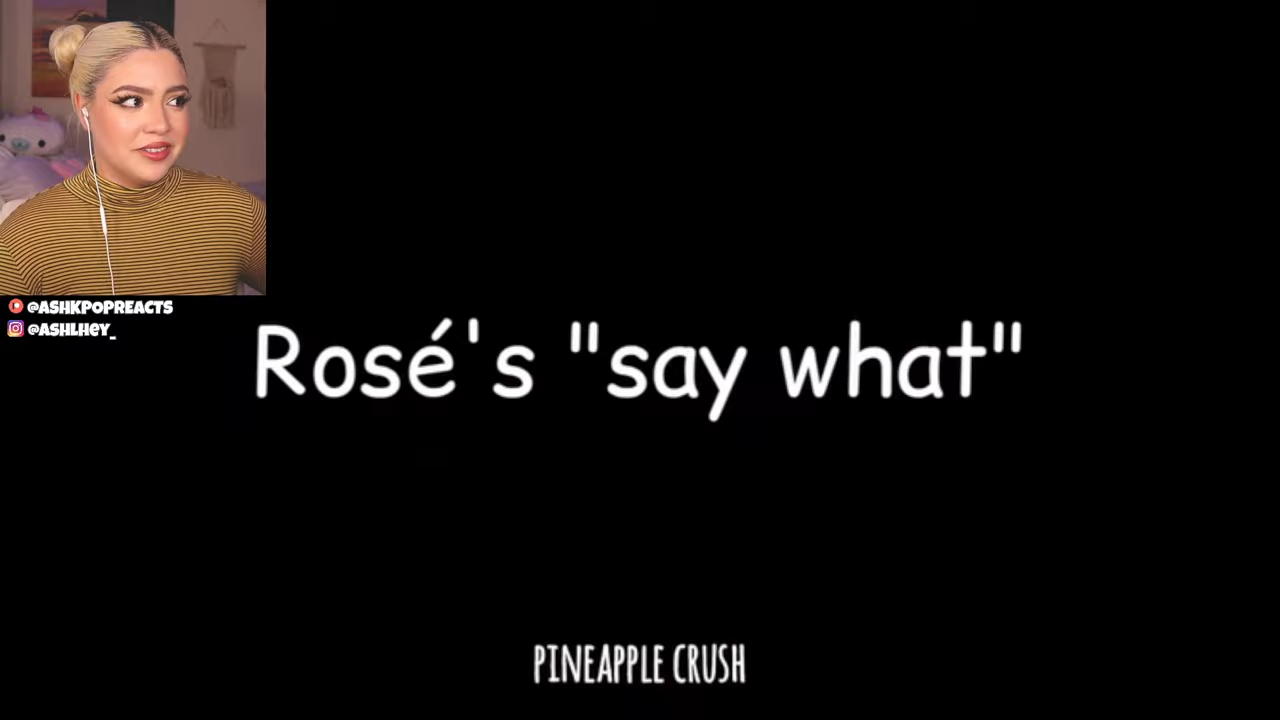 @ASHKPOPREACTS
@ASHLHEY_
Rosé's "say what"
PINEAPPLE CRUSH